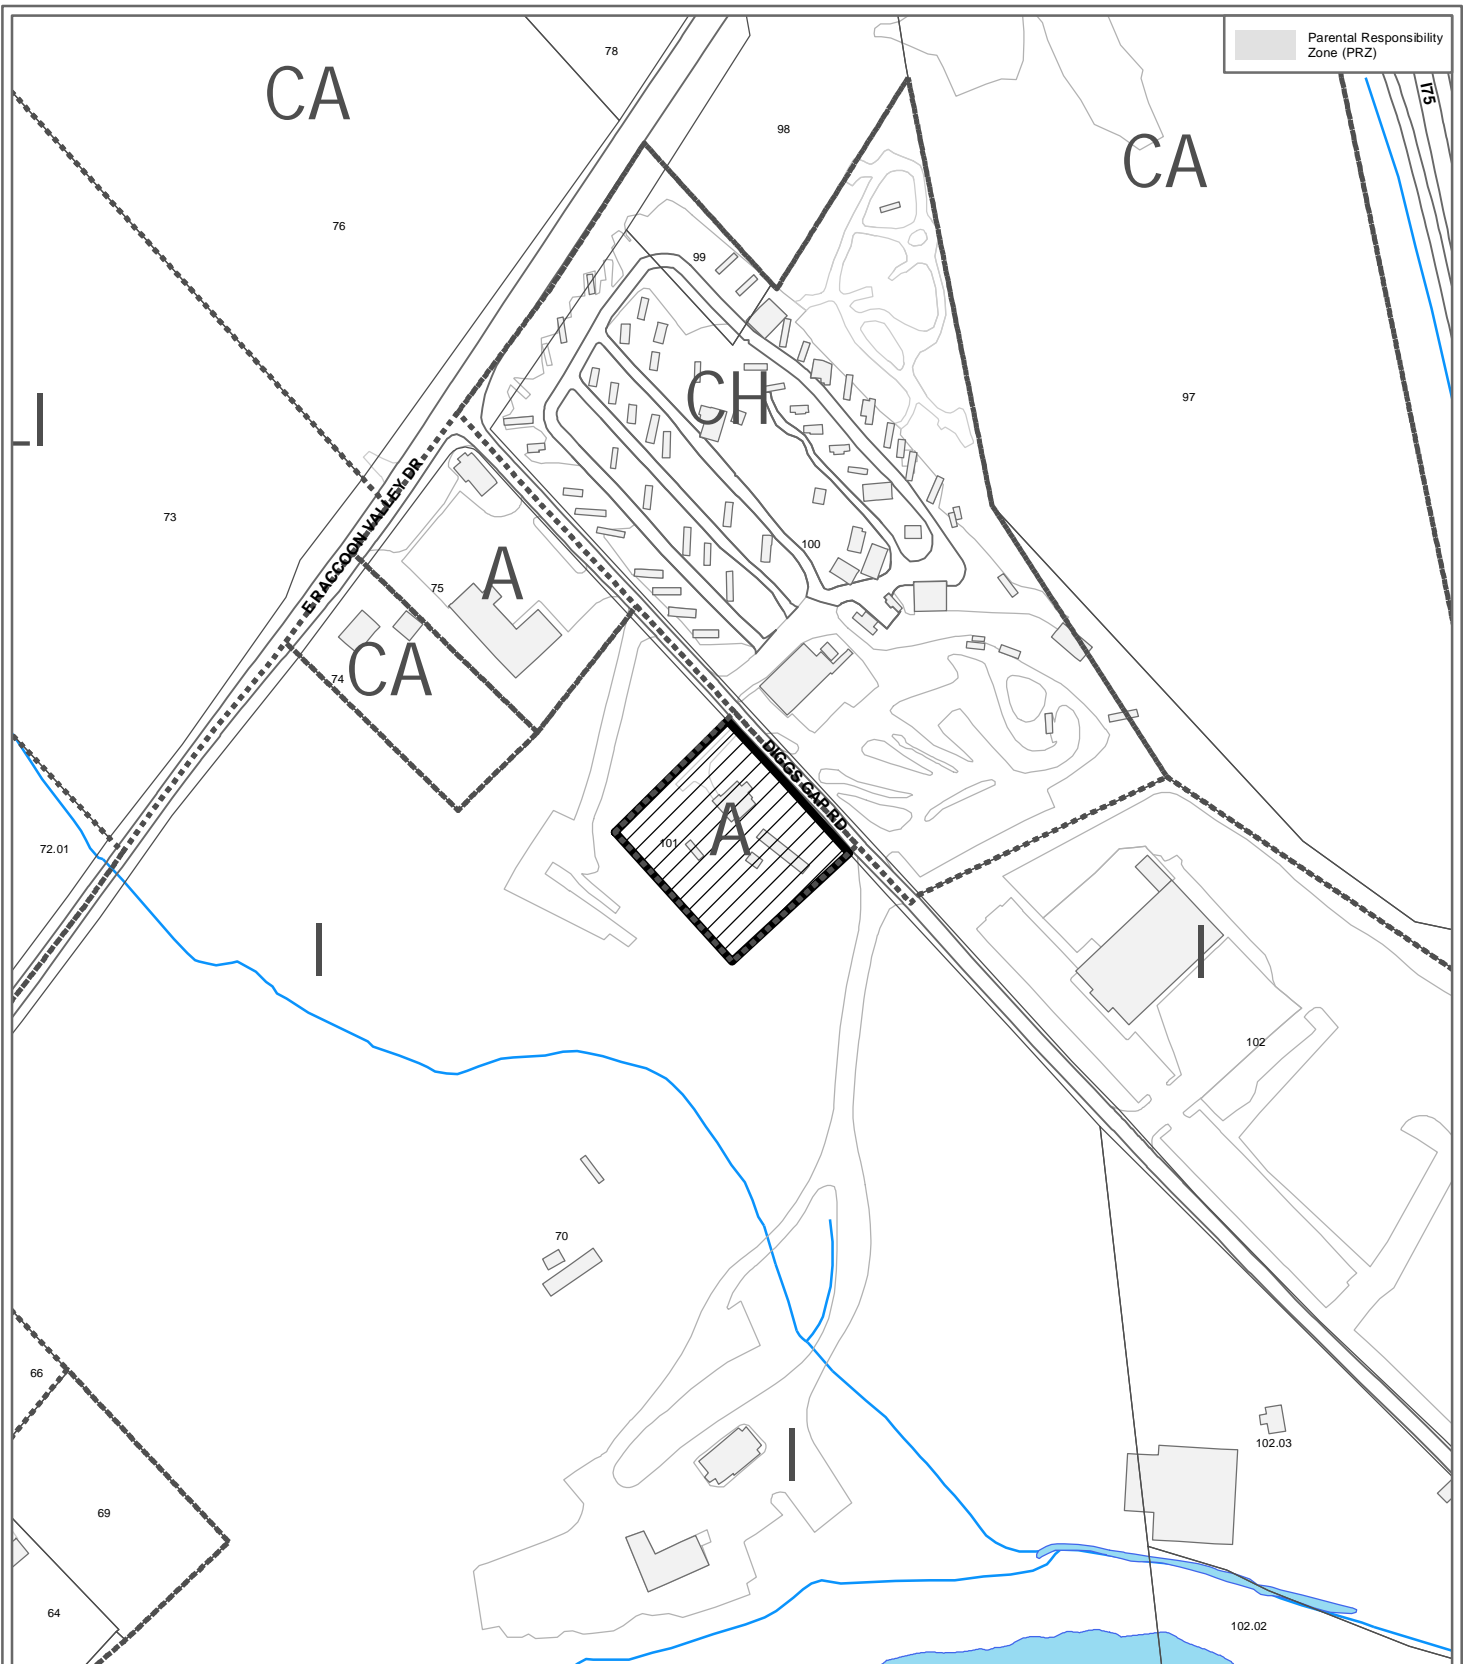 Parental Responsibility
Zone (PRZ)
78
CA
I75
98
CA
76
99
CH
97
LI
E RACCOON VALLEY DR
73
100
A
75
CA
74
DIGGS GAP RD
A
101
72.01
I
I
102
70
66
102.03
I
69
64
102.02